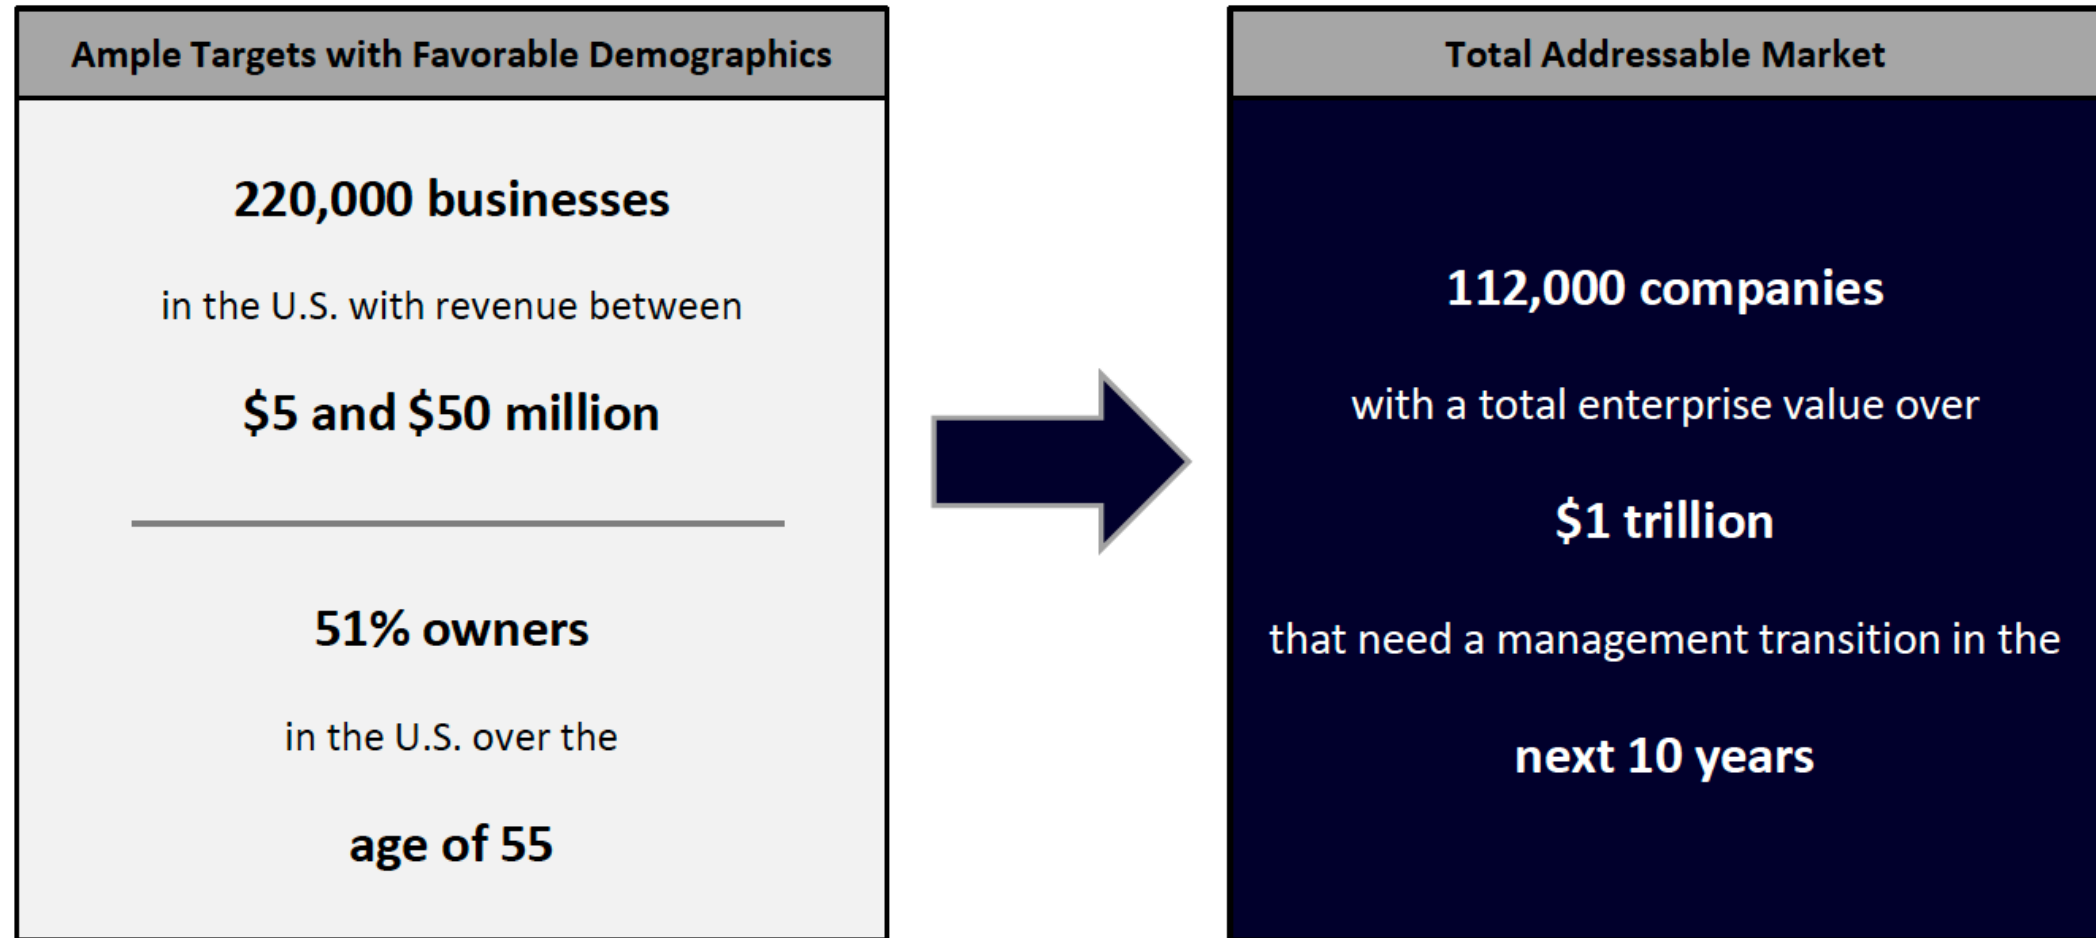 Ample Targets with Favorable Demographics
220,000 businesses
in the U.S. with revenue between
$5 and $50 million
51% owners
in the U.S. over the
age of 55
Total Addressable Market
112,000 companies
with a total enterprise value over
$1 trillion
that need a management transition in the
next 10 years